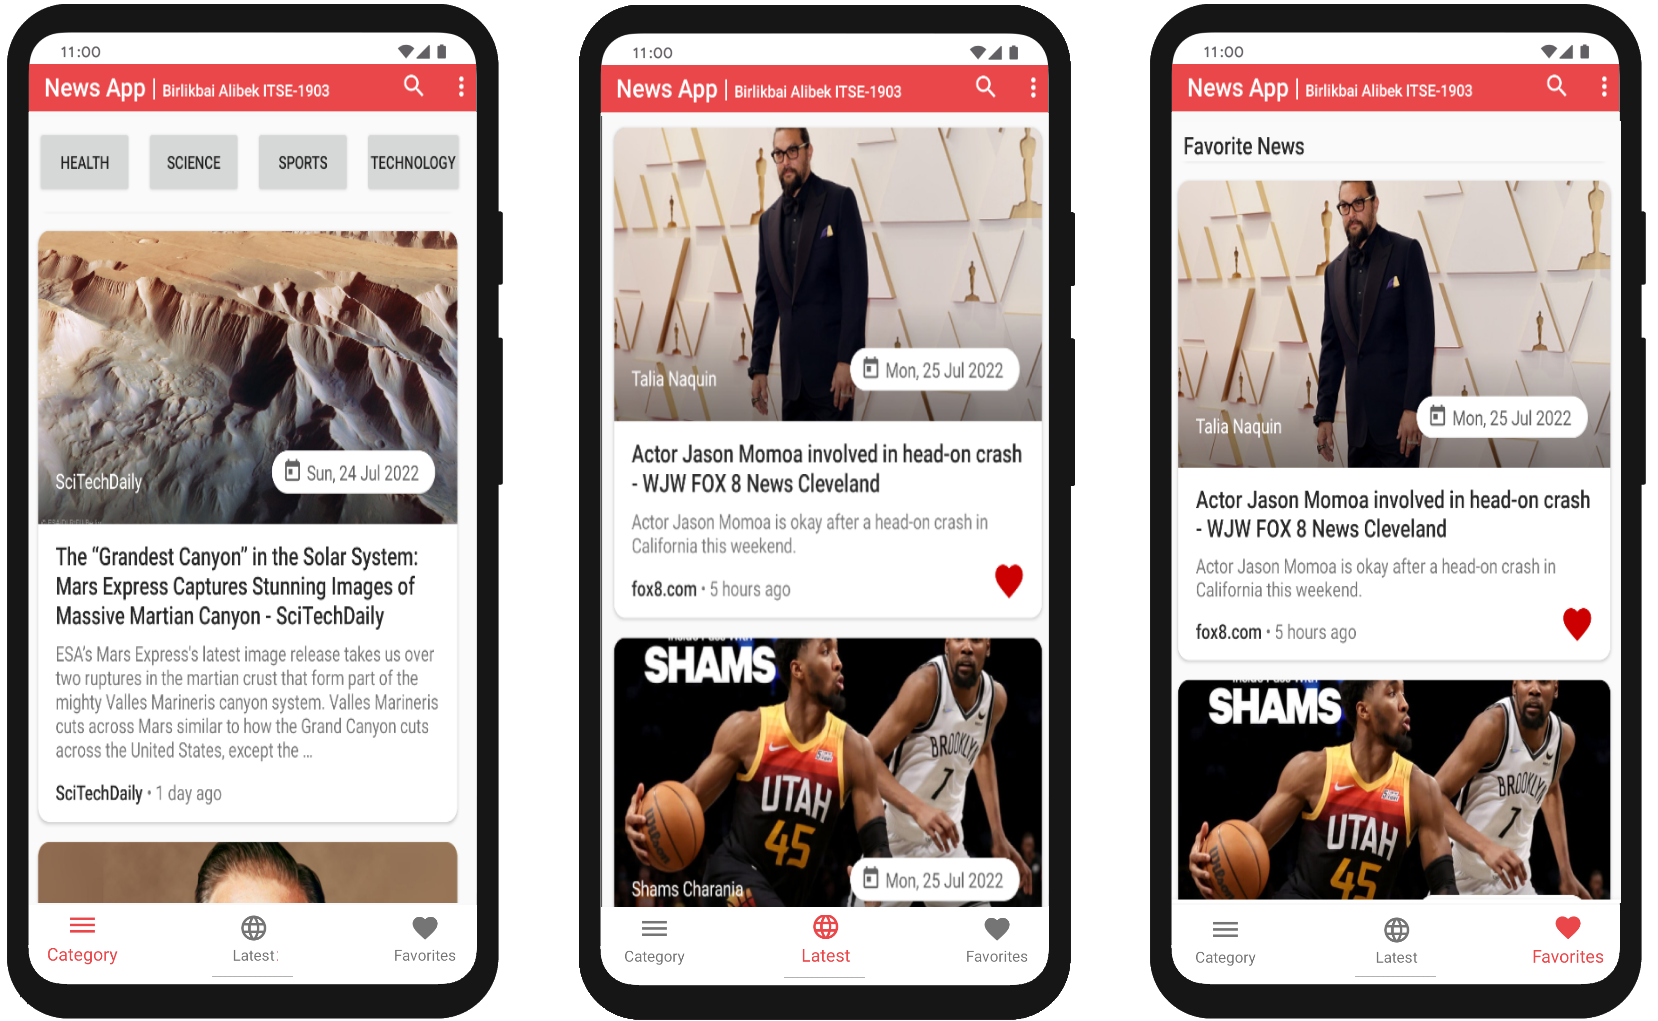 11:00
News App | Birlikbai Alibek ITSE-1903
HEALTH SCIENCE SPORTS TECHNOLOGY
SciTechDaily
Sun, 24 Jul 2022
The “Grandest Canyon” in the Solar System:
Mars Express Captures Stunning Images of
Massive Martian Canyon - SciTechDaily
ESA's Mars Express's latest image release takes us over
two ruptures in the martian crust that form part of the
mighty Valles Marineris canyon system. Valles Marineris
cuts across Mars similar to how the Grand Canyon cuts
across the United States, except the ...
SciTechDaily • 1 day ago
Category Latest Favorites
11:00
News App | Birlikbai Alibek ITSE-1903
Talia Naquin
Mon, 25 Jul 2022
Actor Jason Momoa involved in head-on crash
- WJW FOX 8 News Cleveland
Actor Jason Momoa is okay after a head-on crash in
California this weekend.
fox8.com • 5 hours ago
Inside Pass With
SHAMS
BROOKLYN
7
UTAH
45
Wilson
Shams Charania
Mon, 25 Jul 2022
Category Latest Favorites
11:00
News App | Birlikbai Alibek ITSE-1903
Favorite News
Talia Naquin
Mon, 25 Jul 2022
Actor Jason Momoa involved in head-on crash
- WJW FOX 8 News Cleveland
Actor Jason Momoa is okay after a head-on crash in
California this weekend.
fox8.com • 5 hours ago
Inside Pass With
SHAMS
BROOKLYN
7
UTAH
45
Wilson
Category Latest Favorites